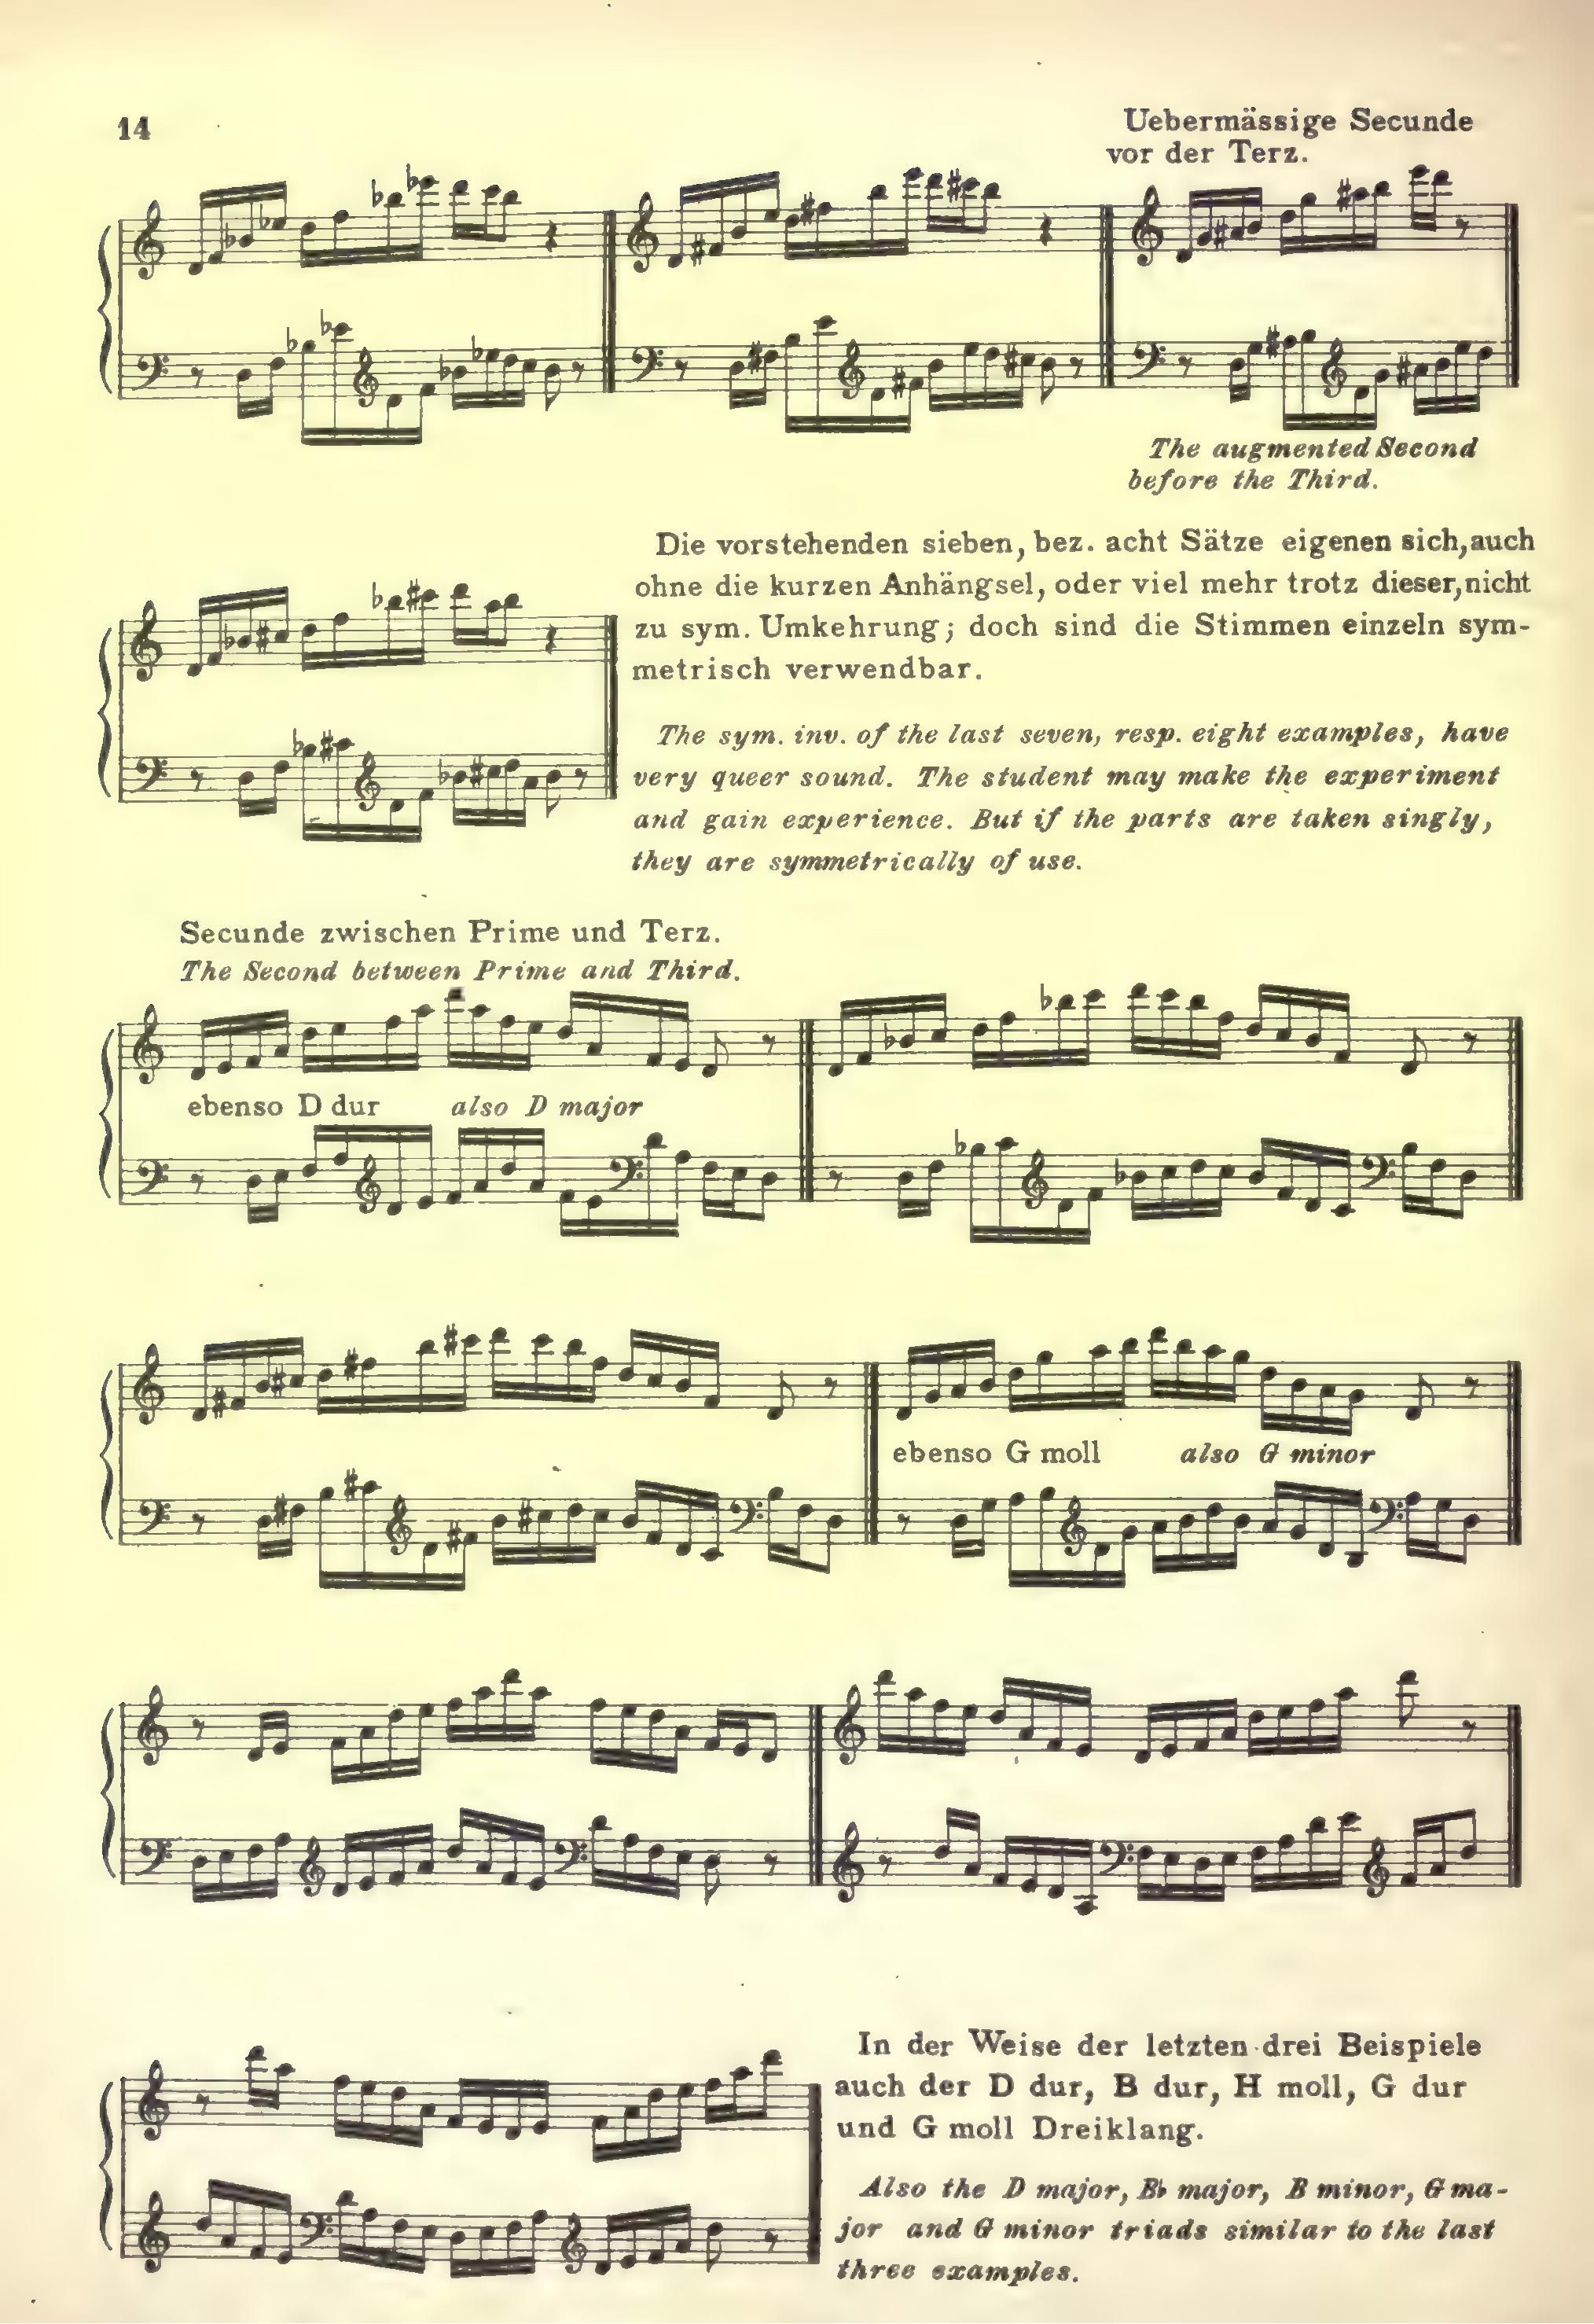 14
Uebermässige Secunde
vor der Terz.
The augmented Second
before the Third.
Die vorstehenden sieben, bez. acht Sätze eigenen sich, auch
ohne die kurzen Anhängsel, oder viel mehr trotz dieser, nicht
zu sym. Umkehrung; doch sind die Stimmen einzeln sym-
metrisch verwendbar.
The sym. inv. of the last seven, resp. eight examples, have
very queer sound. The student may make the experiment
and gain experience. But if the parts are taken singly,
they are symmetrically of use.
Secunde zwischen Prime und Terz.
The Second between Prime and Third.
ebenso D dur also D major
ebenso G moll also G minor
In der Weise der letzten drei Beispiele
auch der D dur, B dur, H moll, G dur
und G moll Dreiklang.
Also the D major, B♭ major, B minor, G ma-
jor and G minor triads similar to the last
three examples.